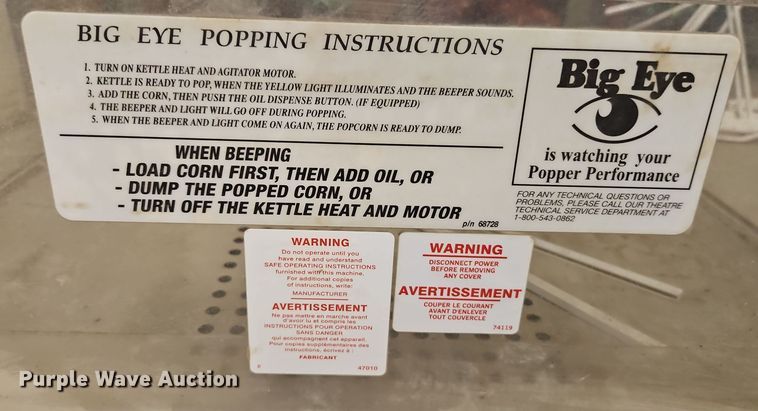 BIG EYE POPPING INSTRUCTIONS
1. TURN ON KETTLE HEAT AND AGITATOR MOTOR.
2. KETTLE IS READY TO POP, WHEN THE YELLOW LIGHT ILLUMINATES AND THE BEEPER SOUNDS.
3. ADD THE CORN, THEN PUSH THE OIL DISPENSE BUTTON. (IF EQUIPPED)
4. THE BEEPER AND LIGHT WILL GO OFF DURING POPPING.
5. WHEN THE BEEPER AND LIGHT COME ON AGAIN, THE POPCORN IS READY TO DUMP.
WHEN BEEPING
- LOAD CORN FIRST, THEN ADD OIL, OR
- DUMP THE POPPED CORN, OR
- TURN OFF THE KETTLE HEAT AND MOTOR
p/n 68728
Big Eye
is watching your
Popper Performance
FOR ANY TECHNICAL QUESTIONS OR
PROBLEMS, PLEASE CALL OUR THEATRE
TECHNICAL SERVICE DEPARTMENT AT
1-800-543-0862
WARNING
Do not operate until you
have read and understand
SAFE OPERATING INSTRUCTIONS
furnished with this machine.
For additional copies
of instructions, write:
MANUFACTURER
AVERTISSEMENT
Ne pas mettre en marche avant
d'avoir lu et compris les
INSTRUCTIONS POUR OPERATION
SANS DANGER
qui accompagnent cet appareil.
Pour copies supplémentaires des
instructions, écrivez à :
FABRICANT
47010
WARNING
DISCONNECT POWER
BEFORE REMOVING
ANY COVER
AVERTISSEMENT
COUPER LE COURANT
AVANT D'ENLEVER
TOUT COUVERCLE
74119
Purple Wave Auction